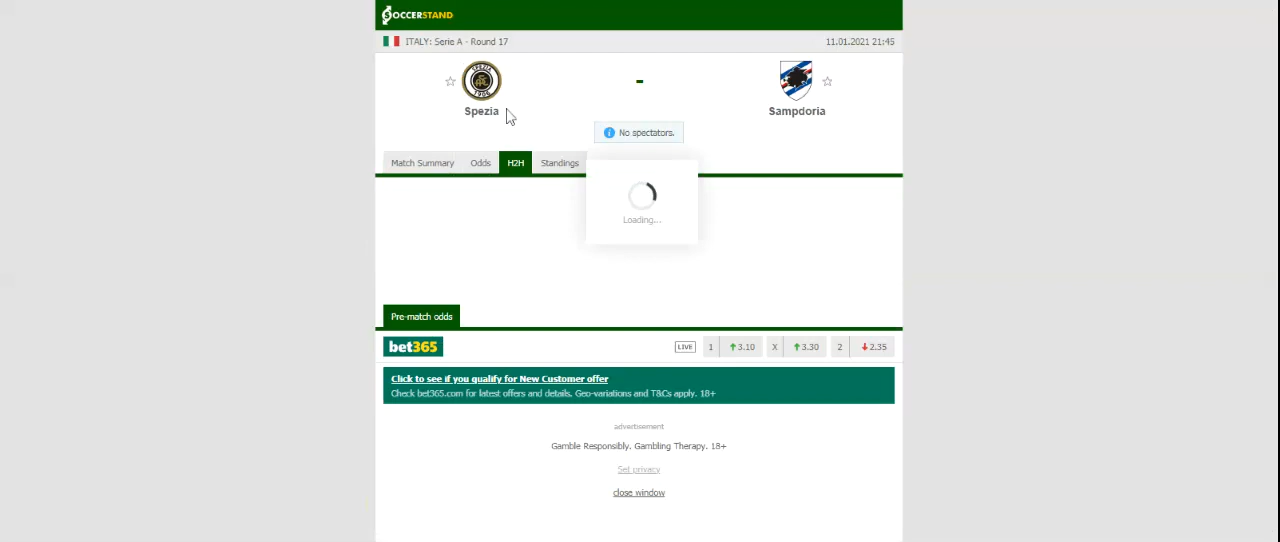 SOCCERSTAND
ITALY: Serie A - Round 17 11.01.2021 21:45
SPEZIA
1906
-
Spezia Sampdoria
No spectators.
Match Summary Odds H2H Standings
Loading...
Pre-match odds
bet365 LIVE 1 3.10 X 3.30 2 2.35
Click to see if you qualify for New Customer offer
Check bet365.com for latest offers and details. Geo-variations and T&Cs apply. 18+
advertisement
Gamble Responsibly. Gambling Therapy. 18+
Set privacy
close window